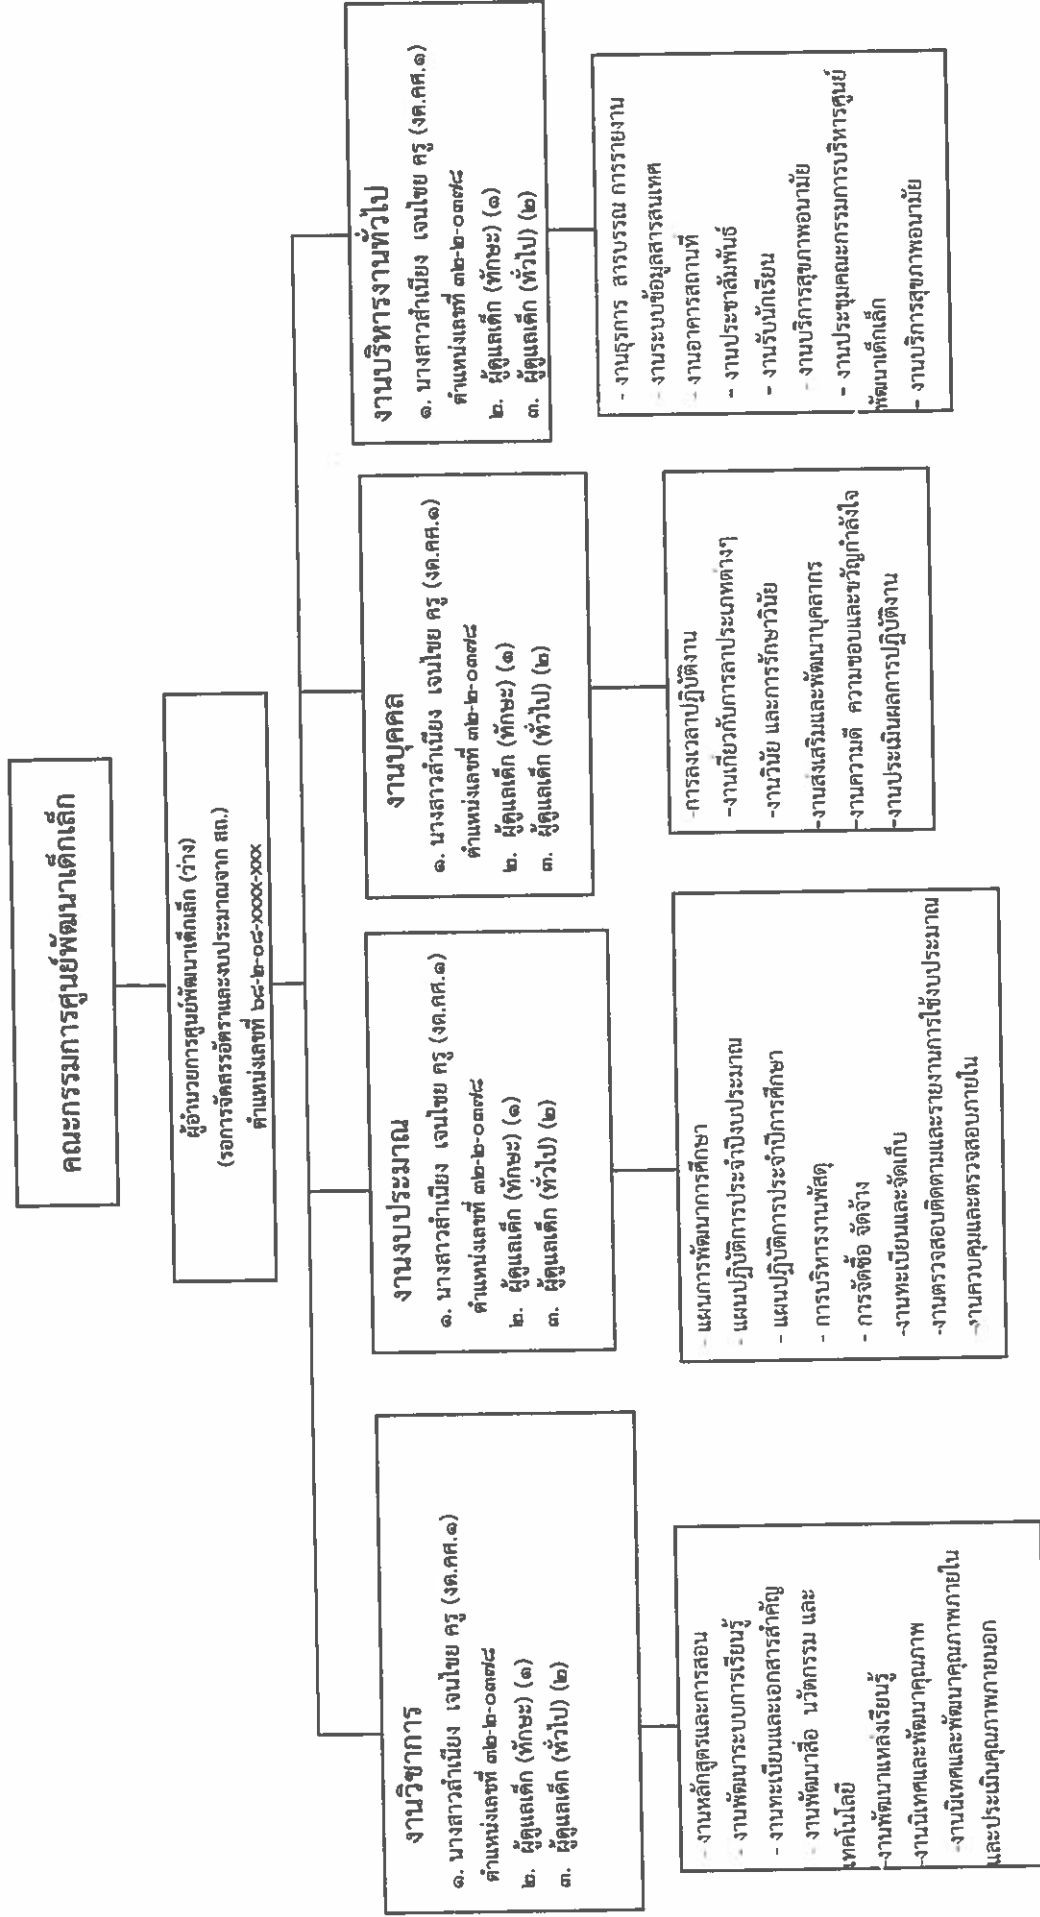 คณะกรรมการศูนย์พัฒนาเด็กเล็ก
ผู้อำนวยการศูนย์พัฒนาเด็กเล็ก (ว่าง)
(รอการจัดสรรอัตราและงบประมาณจาก สถ.)
ตำแหน่งเลขที่ ๖๘-๒-๐๘-xxxx-xxx
งานวิชาการ
๑. นางสาวสำเนียง เจนไชย ครู (งด.คศ.๑)
ตำแหน่งเลขที่ ๓๒-๒-๐๓๗๘
๒. ผู้ดูแลเด็ก (ทักษะ) (๑)
๓. ผู้ดูแลเด็ก (ทั่วไป) (๒)
- งานหลักสูตรและการสอน
- งานพัฒนาระบบการเรียนรู้
- งานทะเบียนและเอกสารสำคัญ
- งานพัฒนาสื่อ นวัตกรรม และ
เทคโนโลยี
-งานพัฒนาแหล่งเรียนรู้
-งานนิเทศและพัฒนาคุณภาพ
-งานนิเทศและพัฒนาคุณภาพภายใน
และประเมินคุณภาพภายนอก
งานงบประมาณ
๑. นางสาวสำเนียง เจนไชย ครู (งด.คศ.๑)
ตำแหน่งเลขที่ ๓๒-๒-๐๓๗๘
๒. ผู้ดูแลเด็ก (ทักษะ) (๑)
๓. ผู้ดูแลเด็ก (ทั่วไป) (๒)
- แผนการพัฒนาการศึกษา
- แผนปฏิบัติการประจำปีงบประมาณ
- แผนปฏิบัติการประจำปีการศึกษา
- การบริหารงานพัสดุ
- การจัดซื้อ จัดจ้าง
-งานทะเบียนและจัดเก็บ
-งานตรวจสอบติดตามและรายงานการใช้งบประมาณ
-งานควบคุมและตรวจสอบภายใน
งานบุคคล
๑. นางสาวสำเนียง เจนไชย ครู (งด.คศ.๑)
ตำแหน่งเลขที่ ๓๒-๒-๐๓๗๘
๒. ผู้ดูแลเด็ก (ทักษะ) (๑)
๓. ผู้ดูแลเด็ก (ทั่วไป) (๒)
-การลงเวลาปฏิบัติงาน
-งานเกี่ยวกับการลาประเภทต่างๆ
-งานวินัย และการรักษาวินัย
-งานส่งเสริมและพัฒนาบุคลากร
-งานความดี ความชอบและขวัญกำลังใจ
-งานประเมินผลการปฏิบัติงาน
งานบริหารงานทั่วไป
๑. นางสาวสำเนียง เจนไชย ครู (งด.คศ.๑)
ตำแหน่งเลขที่ ๓๒-๒-๐๓๗๘
๒. ผู้ดูแลเด็ก (ทักษะ) (๑)
๓. ผู้ดูแลเด็ก (ทั่วไป) (๒)
- งานธุรการ สารบรรณ การรายงาน
- งานระบบข้อมูลสารสนเทศ
- งานอาคารสถานที่
- งานประชาสัมพันธ์
- งานรับนักเรียน
- งานบริการสุขภาพอนามัย
- งานประชุมคณะกรรมการบริหารศูนย์
พัฒนาเด็กเล็ก
- งานบริการสุขภาพอนามัย